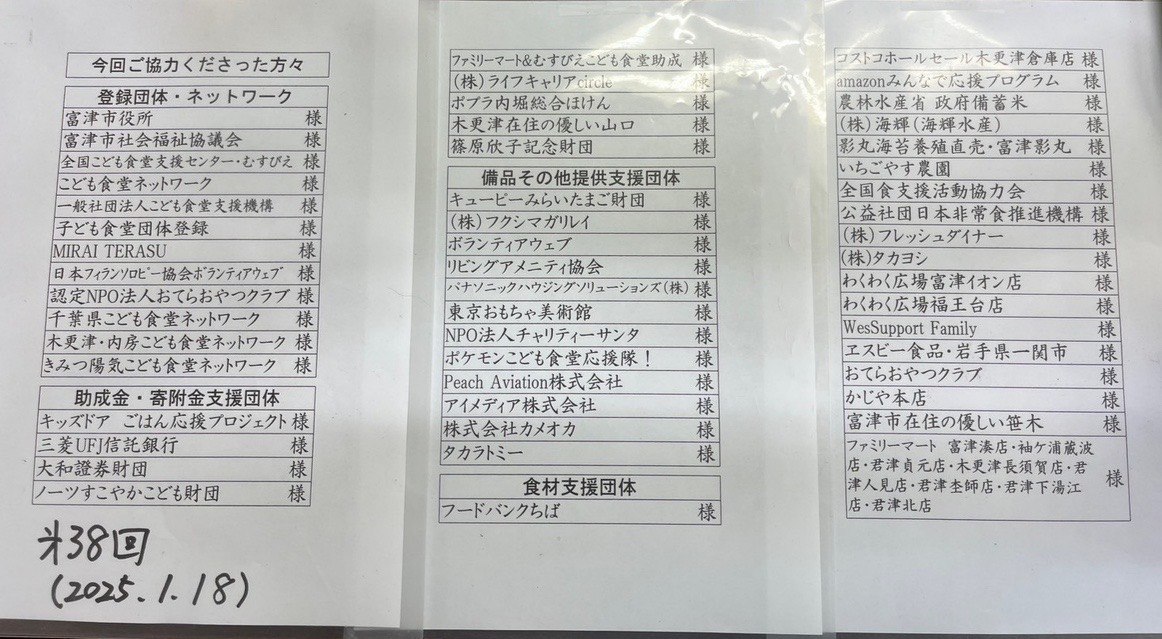 今回ご協力くださった方々
登録団体・ネットワーク
富津市役所 様
富津市社会福祉協議会 様
全国こども食堂支援センター・むすびえ 様
こども食堂ネットワーク 様
一般社団法人こども食堂支援機構 様
子ども食堂団体登録 様
MIRAI TERASU 様
日本フィランソロピー協会ボランティアウェブ 様
認定NPO法人おてらおやつクラブ 様
千葉県こども食堂ネットワーク 様
木更津・内房こども食堂ネットワーク 様
きみつ陽気こども食堂ネットワーク 様
助成金・寄附金支援団体
キッズドア ごはん応援プロジェクト 様
三菱UFJ信託銀行 様
大和證券財団 様
ノーツすこやかこども財団 様
㐧38回
(2025.1.18)
ファミリーマート&むすびえこども食堂助成 様
(株)ライフキャリアcircle 様
ポプラ内堀総合ほけん 様
木更津在住の優しい山口 様
篠原欣子記念財団 様
備品その他提供支援団体
キューピーみらいたまご財団 様
(株)フクシマガリレイ 様
ボランティアウェブ 様
リビングアメニティ協会 様
パナソニックハウジングソリューションズ(株) 様
東京おもちゃ美術館 様
NPO法人チャリティーサンタ 様
ポケモンこども食堂応援隊! 様
Peach Aviation株式会社 様
アイメディア株式会社 様
株式会社カメオカ 様
タカラトミー 様
食材支援団体
フードバンクちば 様
コストコホールセール木更津倉庫店 様
amazonみんなで応援プログラム 様
農林水産省 政府備蓄米 様
(株)海輝(海輝水産) 様
影丸海苔養殖直売・富津影丸 様
いちごやす農園 様
全国食支援活動協力会 様
公益社団日本非常食推進機構 様
(株)フレッシュダイナー 様
(株)タカヨシ 様
わくわく広場富津イオン店 様
わくわく広場福王台店 様
WesSupport Family 様
ヱスビー食品・岩手県一関市 様
おてらおやつクラブ 様
かじや本店 様
富津市在住の優しい笹木 様
ファミリーマート 富津湊店・袖ケ浦蔵波
店・君津貞元店・木更津長須賀店・君
津人見店・君津杢師店・君津下湯江
店・君津北店 様